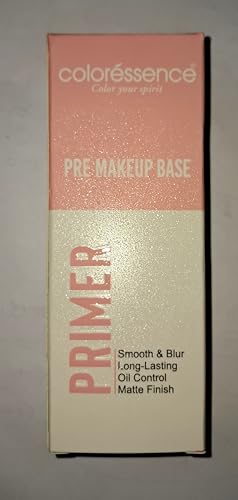 coloréssence®
Color your spirit
PRE MAKEUP BASE
PRIMER
Smooth & Blur
Long-Lasting
Oil Control
Matte Finish